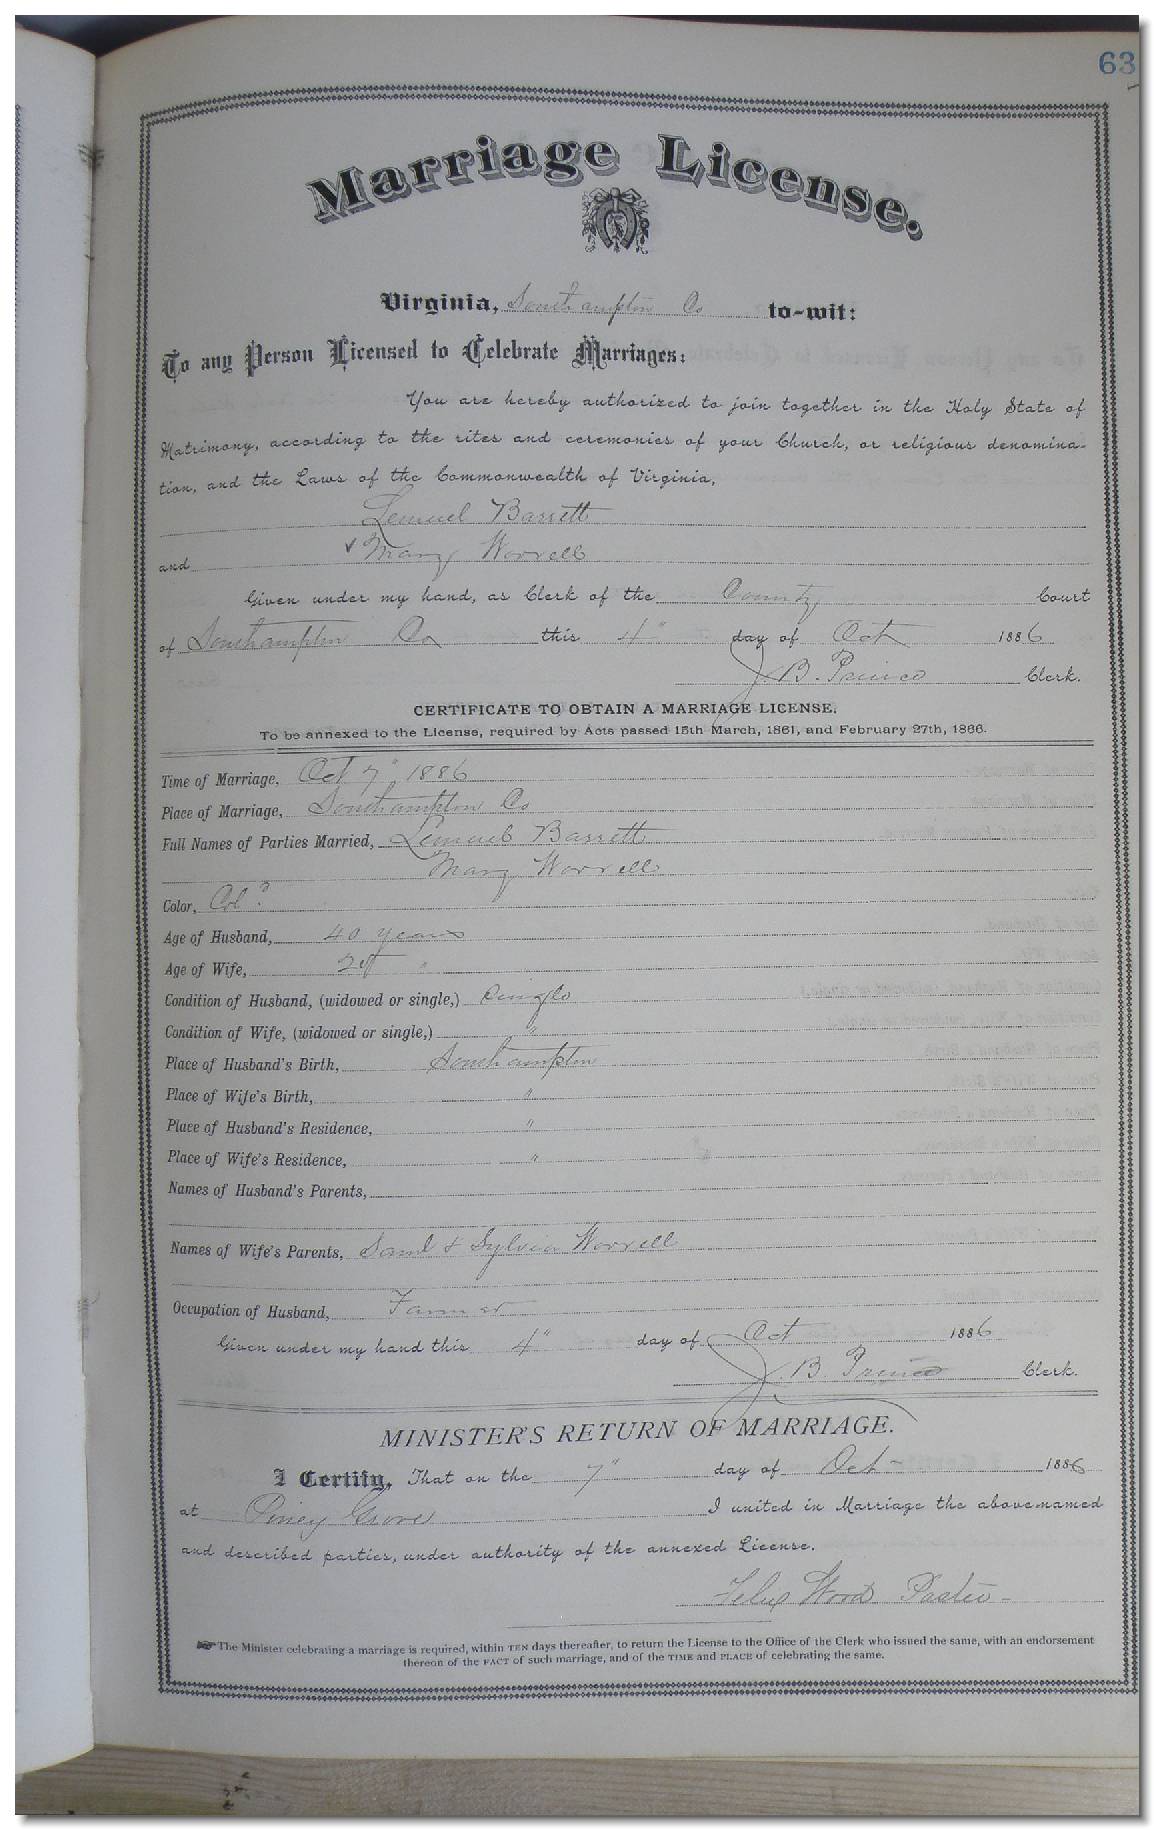 63
Marriage License.
Virginia, Southampton Co to-wit:
To any Person Licensed to Celebrate Marriages:
You are hereby authorized to join together in the Holy State of
Matrimony, according to the rites and ceremonies of your Church, or religious denomina-
tion, and the Laws of the Commonwealth of Virginia,
Lemuel Barrett
and Mary Worrell
Given under my hand, as Clerk of the County Court
of Southampton Co this 4" day of Oct 1886
J. B. Prince Clerk.
CERTIFICATE TO OBTAIN A MARRIAGE LICENSE.
To be annexed to the License, required by Acts passed 15th March, 1861, and February 27th, 1866.
Time of Marriage, Oct 7" 1886
Place of Marriage, Southampton Co
Full Names of Parties Married, Lemuel Barrett
Mary Worrell
Color, Col d
Age of Husband, 40 years
Age of Wife, "
Condition of Husband, (widowed or single,) Single
Condition of Wife, (widowed or single,) "
Place of Husband's Birth, Southampton
Place of Wife's Birth, "
Place of Husband's Residence, "
Place of Wife's Residence, "
Names of Husband's Parents,
Names of Wife's Parents, Saml & Sylvia Worrell
Occupation of Husband, Farmer
Given under my hand this 4" day of Oct 1886
J. B. Prince Clerk.
MINISTER'S RETURN OF MARRIAGE.
I Certify, That on the 7" day of Oct 1886
at Piney Grove I united in Marriage the above-named
and described parties, under authority of the annexed License.
Wood Pastor
The Minister celebrating a marriage is required, within TEN days thereafter, to return the License to the Office of the Clerk who issued the same, with an endorsement
thereon of the FACT of such marriage, and of the TIME and PLACE of celebrating the same.